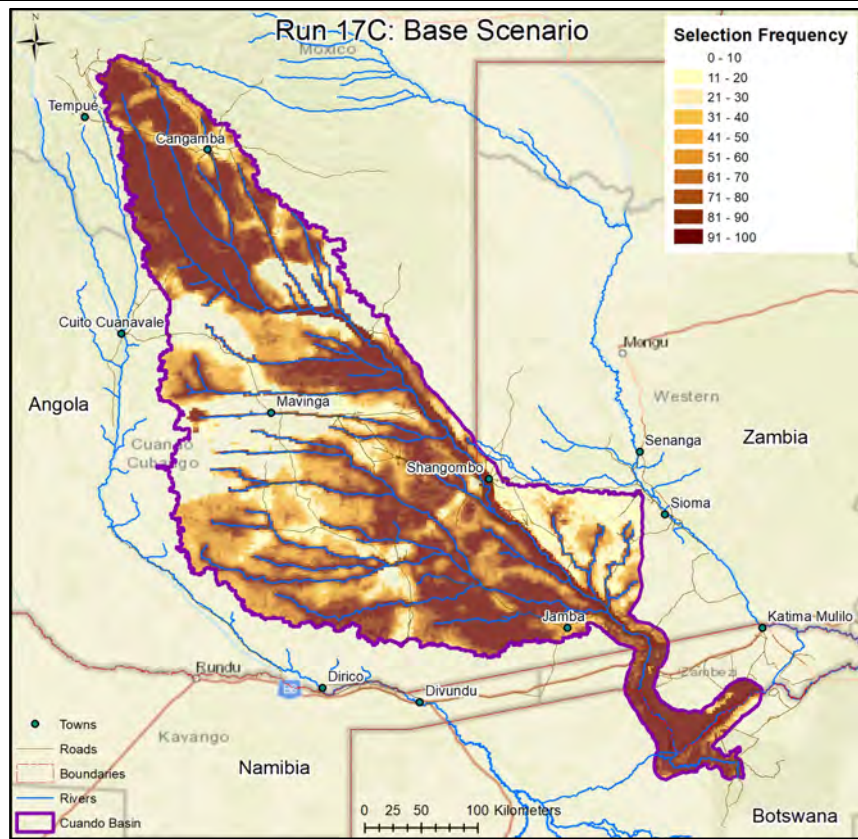 Run 17C: Base Scenario
Moxico
Selection Frequency
0 - 10
11 - 20
21 - 30
31 - 40
41 - 50
51 - 60
61 - 70
71 - 80
81 - 90
91 - 100
Tempué
Cangamba
Cuito Cuanavale
Mongu
Angola
Western
Mavinga
Cuando
Cubango
Senanga
Zambia
Shangombo
Sioma
Jamba
Katima Mulilo
Rundu
Dirico
Divundu
Zambezi
Kavango
Namibia
Botswana
Towns
Roads
Boundaries
Rivers
Cuando Basin
0 25 50 100 Kilometers